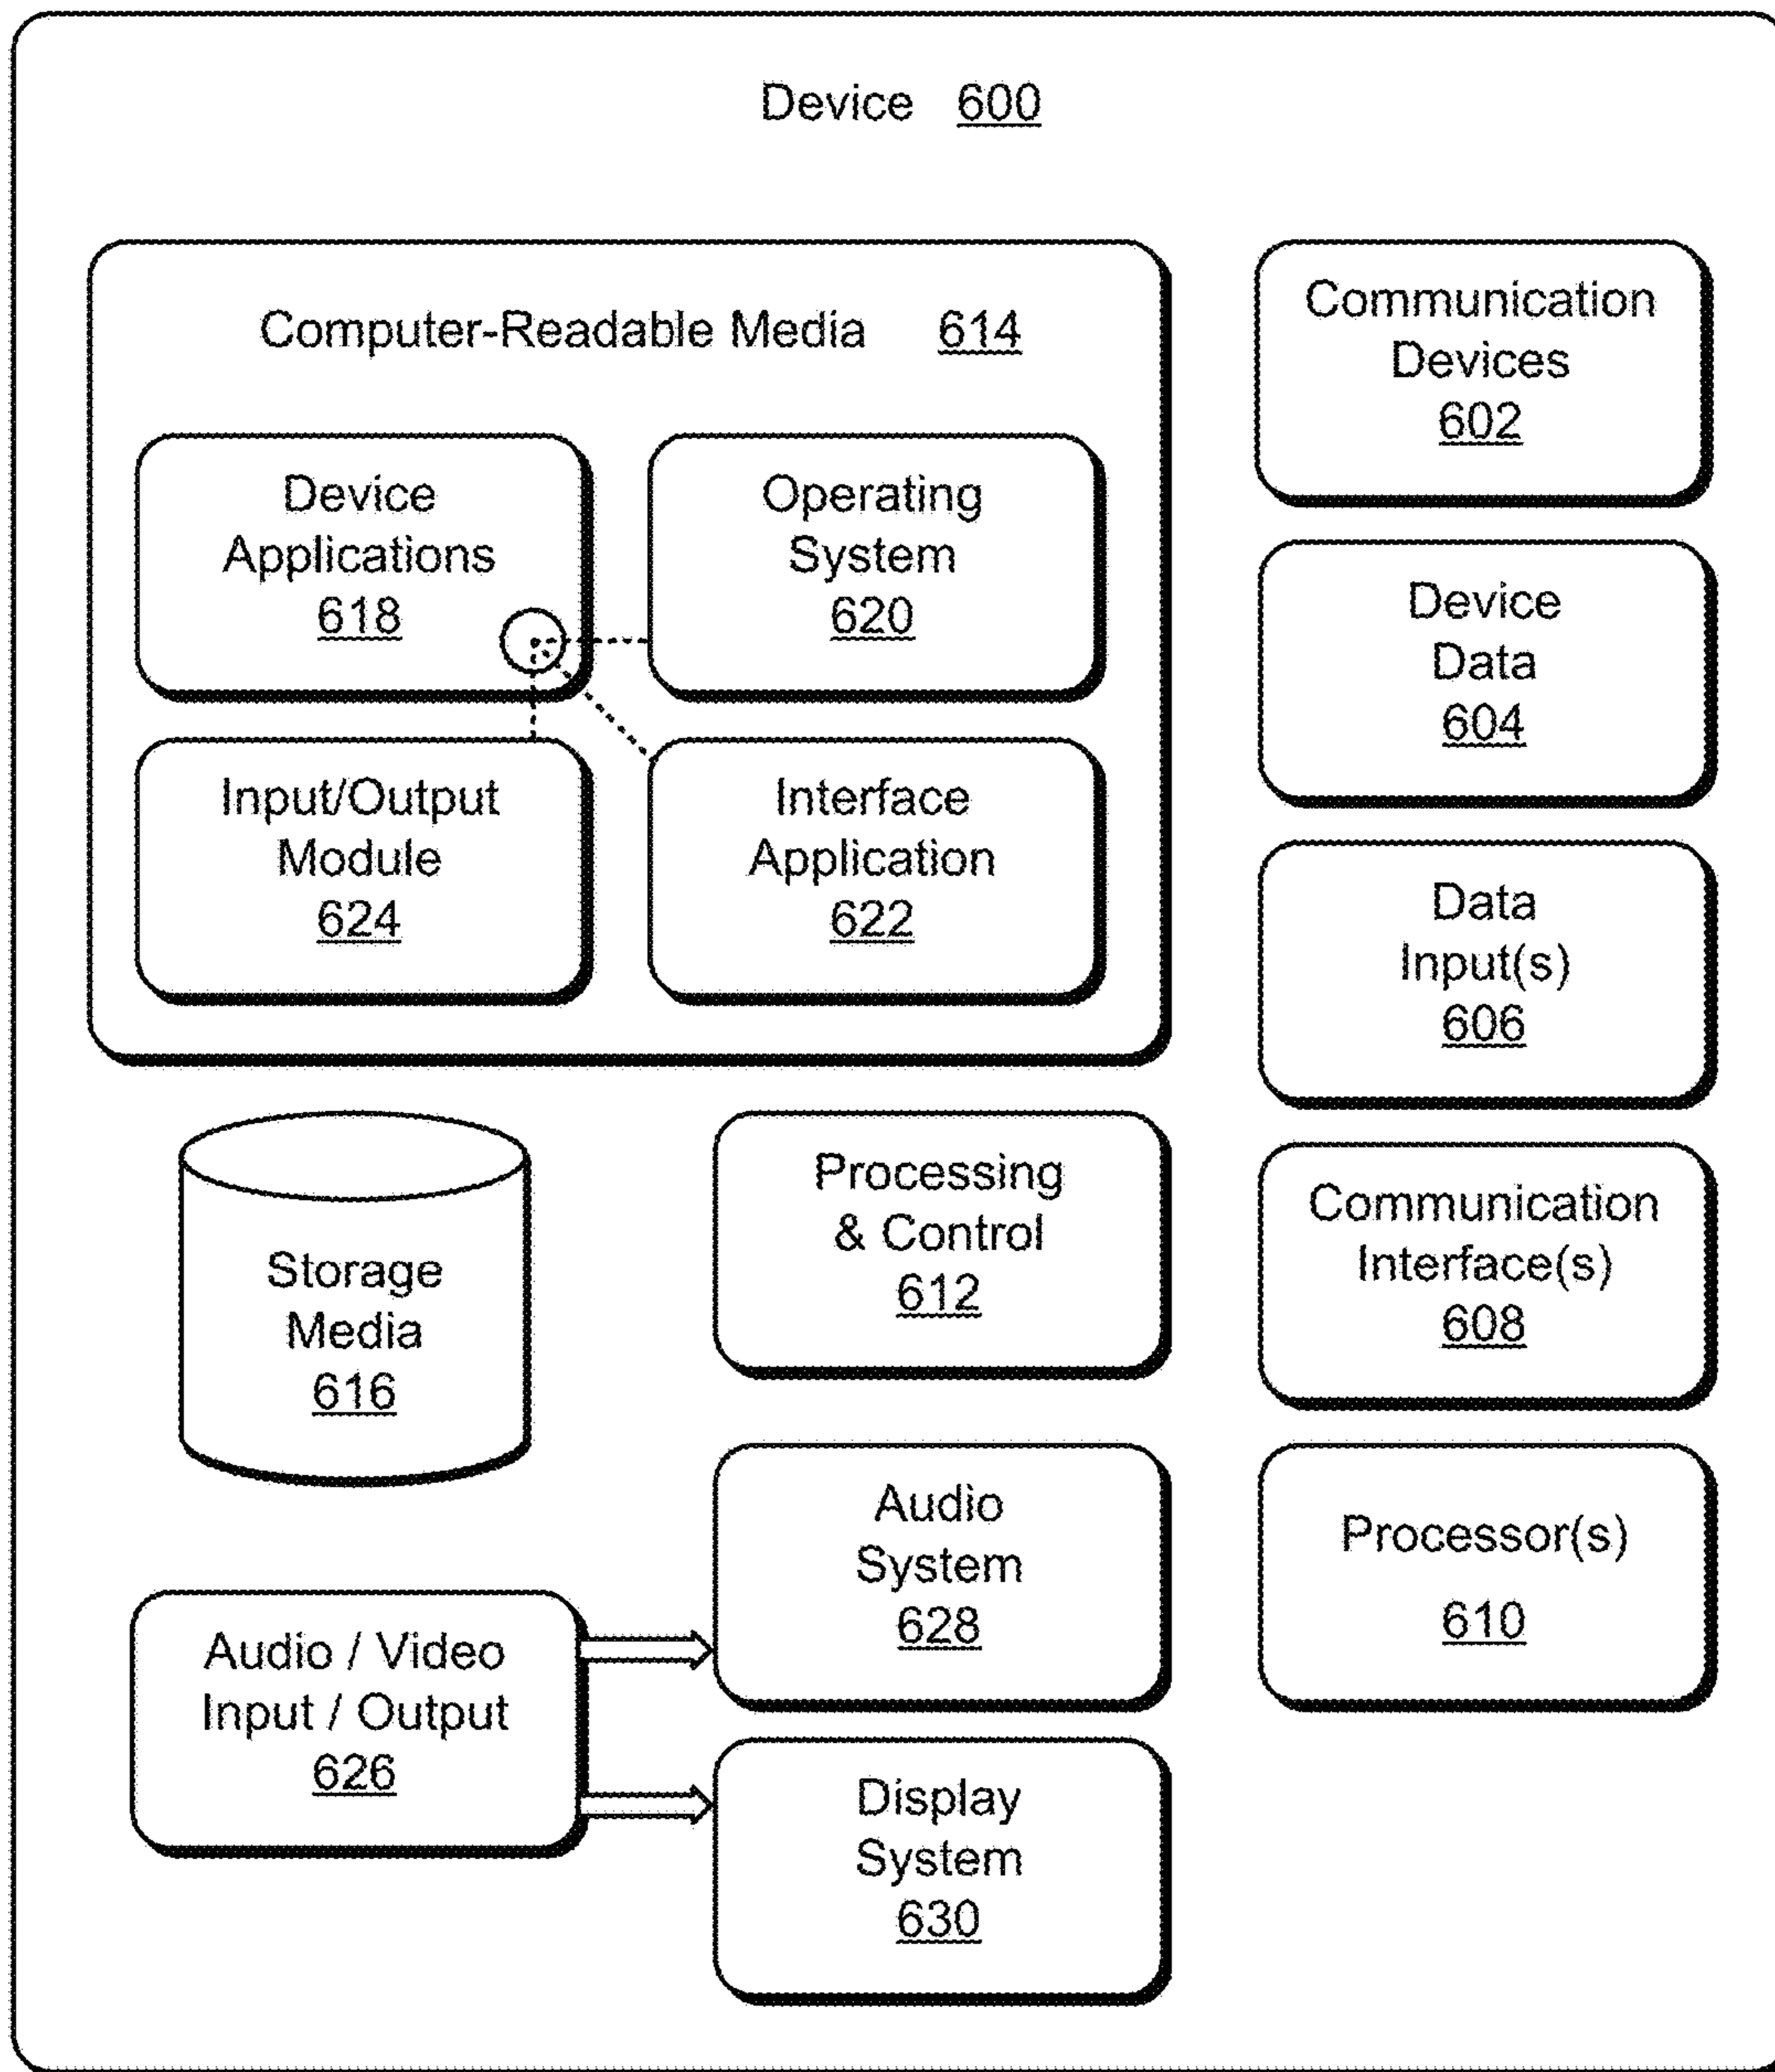 Device 600
Computer-Readable Media 614
Device
Applications
618
Operating
System
620
Input/Output
Module
624
Interface
Application
622
Storage
Media
616
Processing
& Control
612
Audio / Video
Input / Output
626
Audio
System
628
Display
System
630
Communication
Devices
602
Device
Data
604
Data
Input(s)
606
Communication
Interface(s)
608
Processor(s)
610